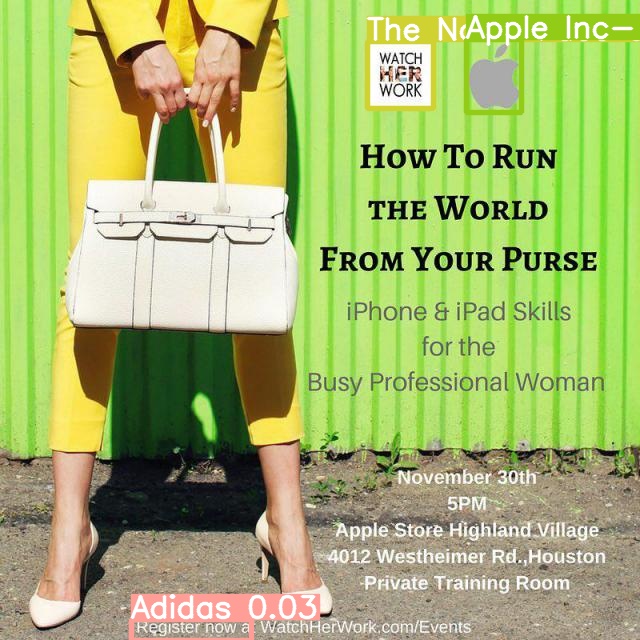 Apple Inc—
WATCH
HER
WORK
How To Run
the World
From Your Purse
iPhone & iPad Skills
for the
Busy Professional Woman
November 30th
5PM
Apple Store Highland Village
4012 Westheimer Rd.,Houston
Private Training Room
Adidas 0.03
Register now at WatchHerWork.com/Events